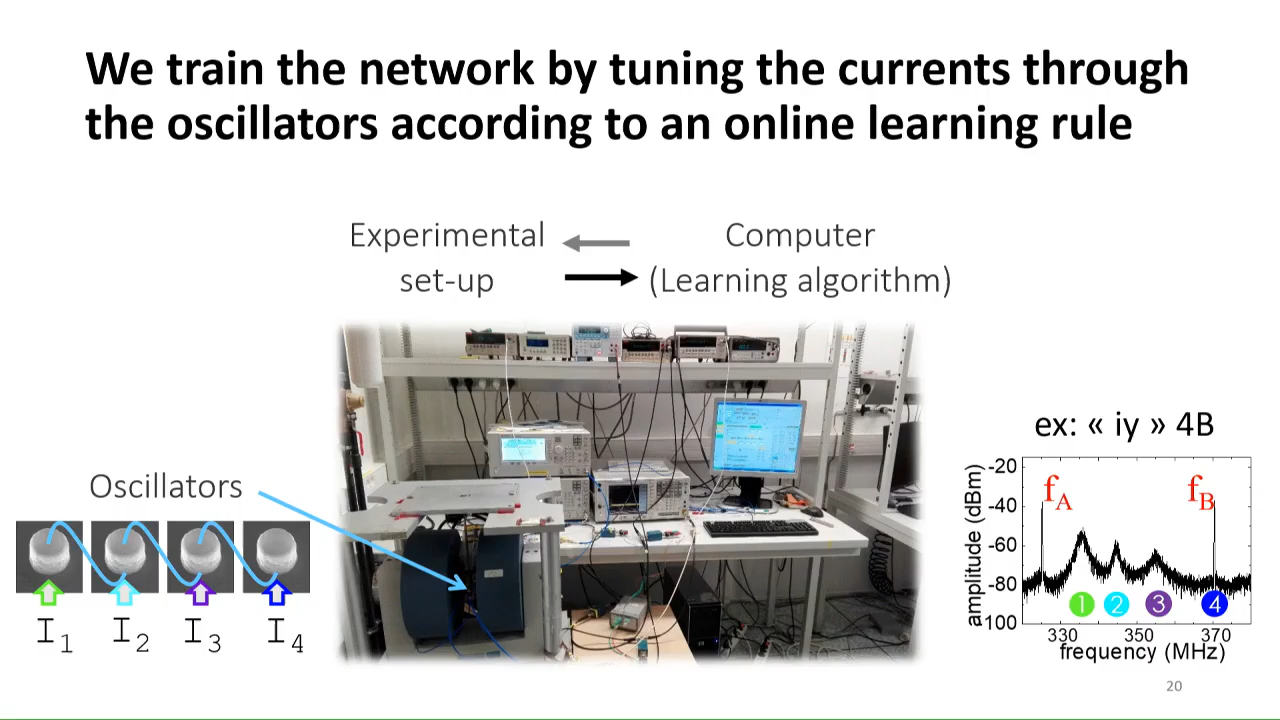 We train the network by tuning the currents through
the oscillators according to an online learning rule
Experimental
set-up
Computer
(Learning algorithm)
Oscillators
I1 I2 I3 I4
ex: « iy » 4B
amplitude (dBm)
-20
-40
-60
-80
100
fA
fB
1 2 3 4
330 350 370
frequency (MHz)
20